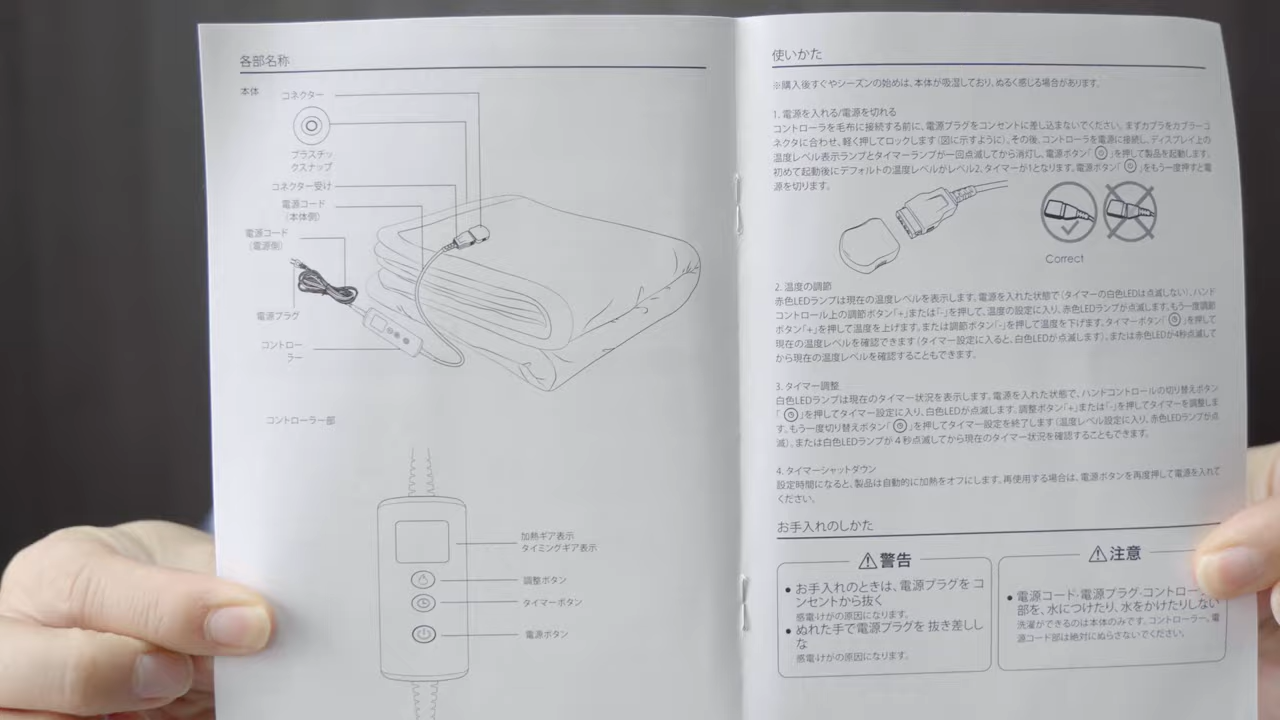 各部名称
本体
コネクター
プラスチッ
クスナップ
コネクター受け
電源コード
(本体側)
電源コード
(電源側)
電源プラグ
コントロー
ラー
コントローラー部
加熱ギア表示
タイミングギア表示
調整ボタン
タイマーボタン
電源ボタン
使いかた
※購入後すぐやシーズンの始めは、本体が吸湿しており、ぬるく感じる場合があります。
1. 電源を入れる/電源を切れる
コントローラを毛布に接続する前に、電源プラグをコンセントに差し込まないでください。まずカプラをカプラーコ
ネクタに合わせ、軽く押してロックします(図に示すように)。その後、コントローラを電源に接続し、ディスプレイ上の
温度レベル表示ランプとタイマーランプが一回点滅してから消灯し、電源ボタン「」を押して製品を起動します。
初めて起動後にデフォルトの温度レベルがレベル2、タイマーが1となります。電源ボタン「」をもう一度押すと電
源を切ります。
Correct
2. 温度の調節
赤色LEDランプは現在の温度レベルを表示します。電源を入れた状態で(タイマーの白色LEDは点滅しない)、ハンド
コントロール上の調節ボタン「+」または「-」を押して、温度の設定に入り、赤色LEDランプが点滅します。もう一度調節
ボタン「+」を押して温度を上げます。または調節ボタン「-」を押して温度を下げます。タイマーボタン「」を押して
現在の温度レベルを確認できます(タイマー設定に入ると、白色LEDが点滅します)、または赤色LEDが4秒点滅して
から現在の温度レベルを確認することもできます。
3. タイマー調整
白色LEDランプは現在のタイマー状況を表示します。電源を入れた状態で、ハンドコントロールの切り替えボタン
「」を押してタイマー設定に入り、白色LEDが点滅します。調整ボタン「+」または「-」を押してタイマーを調整しま
す。もう一度切り替えボタン「」を押してタイマー設定を終了します(温度レベル設定に入り、赤色LEDランプが点
滅)、または白色LEDランプが4秒点滅してから現在のタイマー状況を確認することもできます。
4. タイマーシャットダウン
設定時間になると、製品は自動的に加熱をオフにします。再使用する場合は、電源ボタンを再度押して電源を入れて
ください。
お手入れのしかた
警告
● お手入れのときは、電源プラグを コ
ンセントから抜く
感電・けがの原因になります。
● ぬれた手で電源プラグを 抜き差しし
な
感電・けがの原因になります。
注意
● 電源コード・電源プラグ・コントロー
部を、水につけたり、水をかけたりしない
洗濯ができるのは本体のみです。コントローラー、電
源コード部は絶対にぬらさないでください。